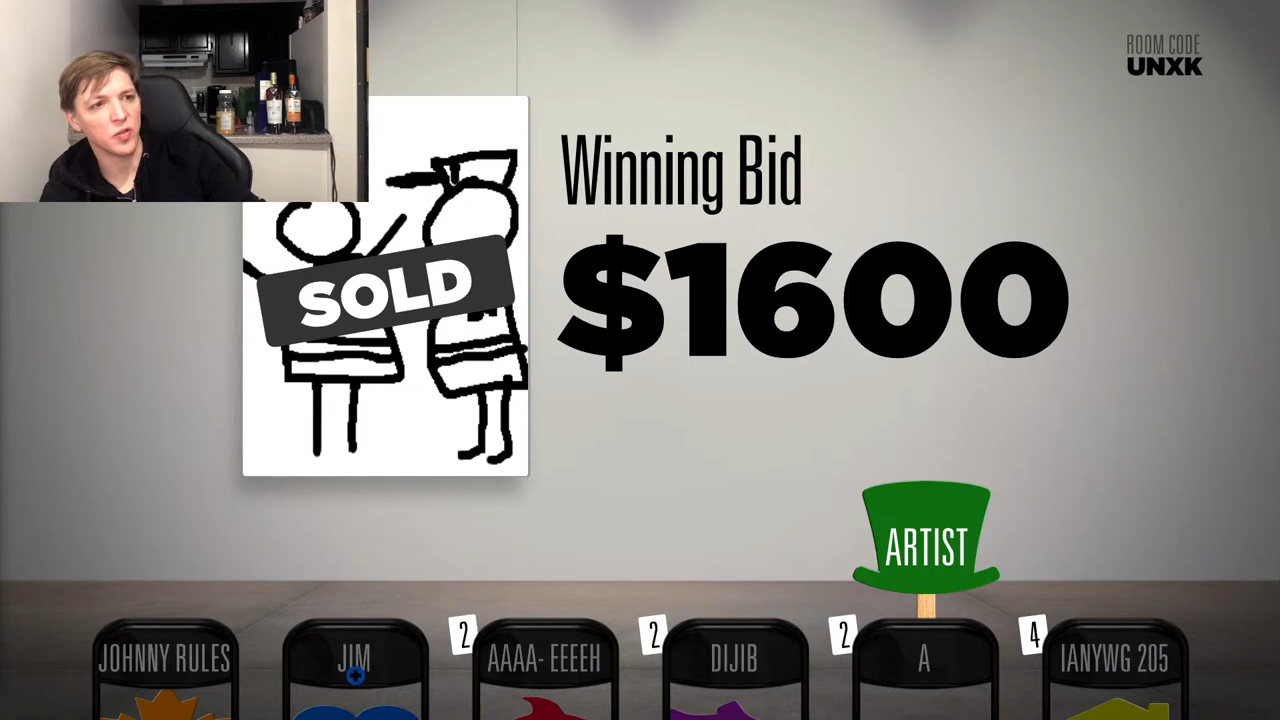 ROOM CODE
UNXK
Winning Bid
$1600
SOLD
ARTIST
2 2 2 4
JOHNNY RULES JIM AAAA- EEEEH DIJIB A IANYWG 205